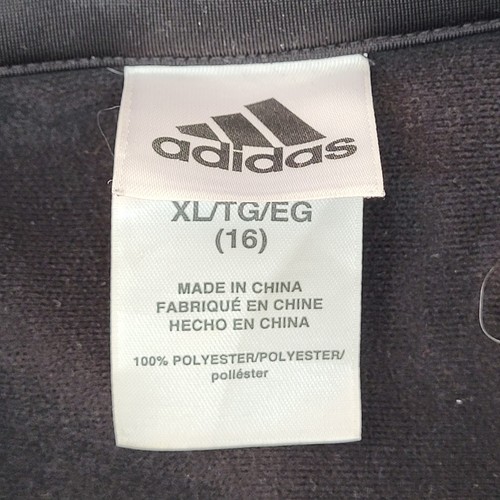 adidas
XL/TG/EG
(16)
MADE IN CHINA
FABRIQUÉ EN CHINE
HECHO EN CHINA
100% POLYESTER/POLYESTER/
poliéster